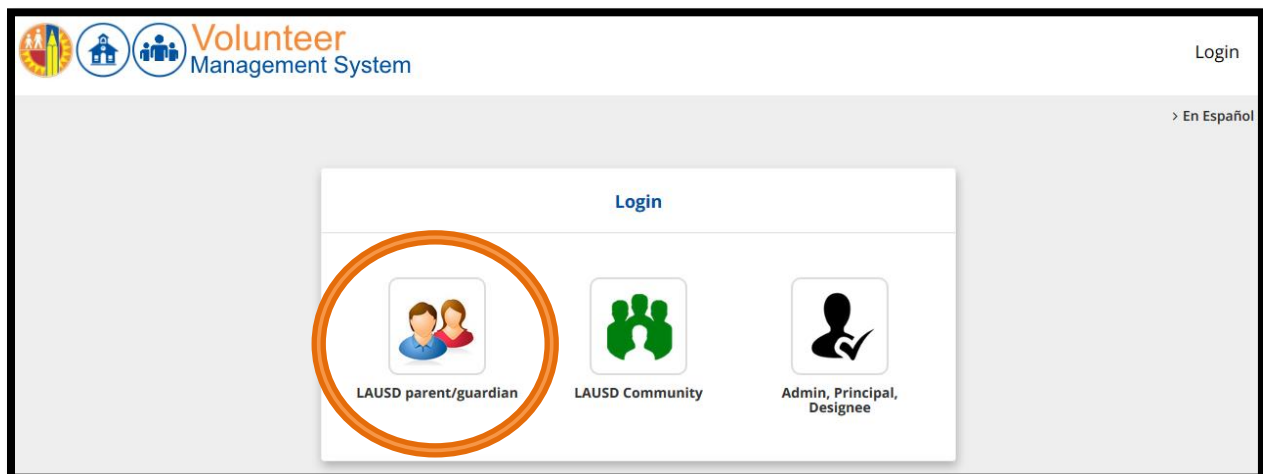 Volunteer
Management System
Login
> En Español
Login
LAUSD parent/guardian
LAUSD Community
Admin, Principal,
Designee